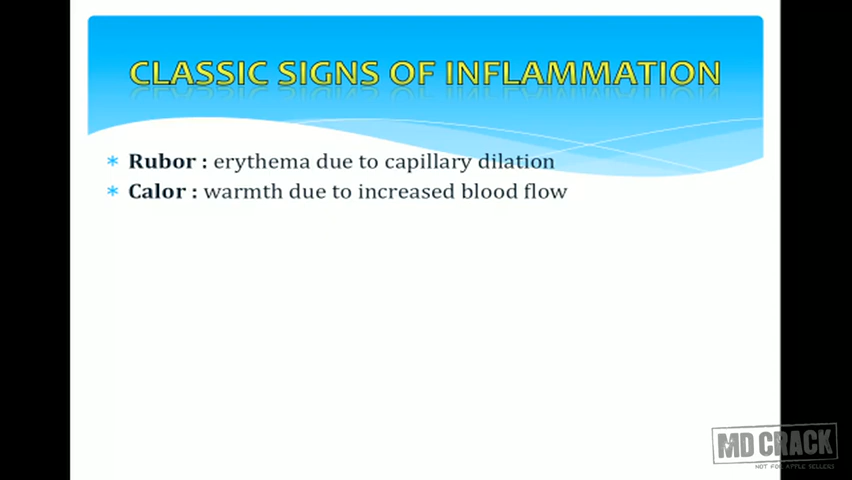 CLASSIC SIGNS OF INFLAMMATION
* Rubor : erythema due to capillary dilation
* Calor : warmth due to increased blood flow
MD CRACK
NOT FOR APPLE SELLERS